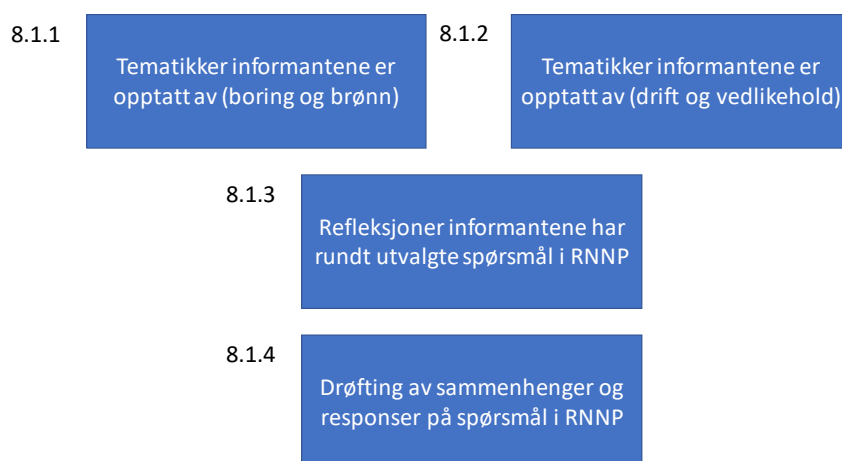 8.1.1
Tematikker informantene er
opptatt av (boring og brønn)
8.1.2
Tematikker informantene er
opptatt av (drift og vedlikehold)
8.1.3
Refleksjoner informantene har
rundt utvalgte spørsmål i RNNP
8.1.4
Drøfting av sammenhenger og
responser på spørsmål i RNNP